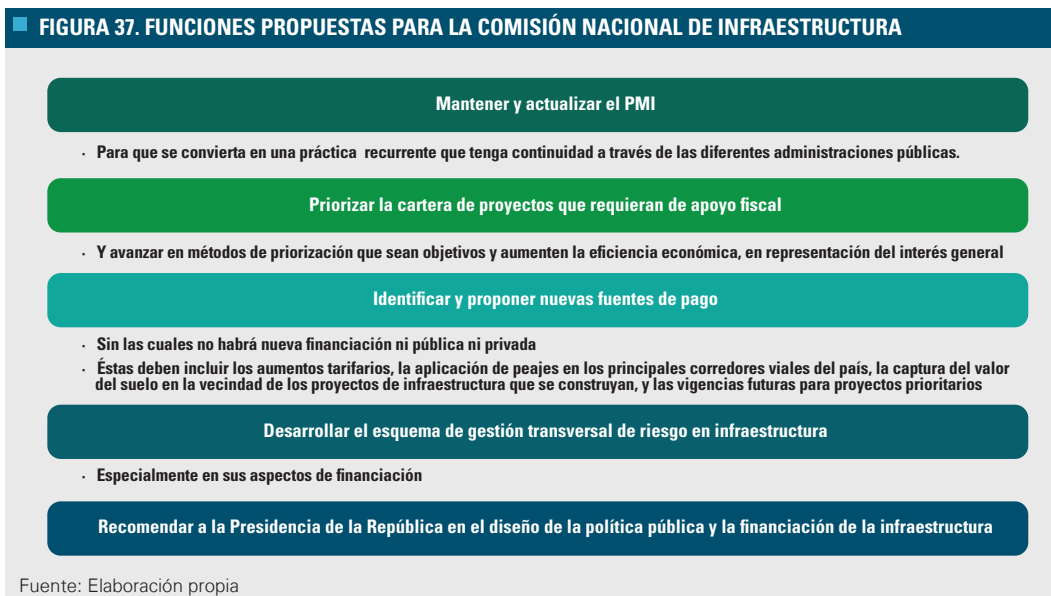 FIGURA 37. FUNCIONES PROPUESTAS PARA LA COMISIÓN NACIONAL DE INFRAESTRUCTURA
Mantener y actualizar el PMI
· Para que se convierta en una práctica recurrente que tenga continuidad a través de las diferentes administraciones públicas.
Priorizar la cartera de proyectos que requieran de apoyo fiscal
· Y avanzar en métodos de priorización que sean objetivos y aumenten la eficiencia económica, en representación del interés general
Identificar y proponer nuevas fuentes de pago
· Sin las cuales no habrá nueva financiación ni pública ni privada
· Éstas deben incluir los aumentos tarifarios, la aplicación de peajes en los principales corredores viales del país, la captura del valor
del suelo en la vecindad de los proyectos de infraestructura que se construyan, y las vigencias futuras para proyectos prioritarios
Desarrollar el esquema de gestión transversal de riesgo en infraestructura
· Especialmente en sus aspectos de financiación
Recomendar a la Presidencia de la República en el diseño de la política pública y la financiación de la infraestructura
Fuente: Elaboración propia